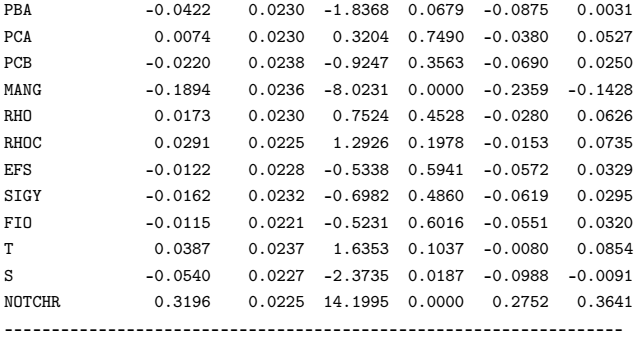 PBA -0.0422 0.0230 -1.8368 0.0679 -0.0875 0.0031
PCA 0.0074 0.0230 0.3204 0.7490 -0.0380 0.0527
PCB -0.0220 0.0238 -0.9247 0.3563 -0.0690 0.0250
MANG -0.1894 0.0236 -8.0231 0.0000 -0.2359 -0.1428
RHO 0.0173 0.0230 0.7524 0.4528 -0.0280 0.0626
RHOC 0.0291 0.0225 1.2926 0.1978 -0.0153 0.0735
EFS -0.0122 0.0228 -0.5338 0.5941 -0.0572 0.0329
SIGY -0.0162 0.0232 -0.6982 0.4860 -0.0619 0.0295
FIO -0.0115 0.0221 -0.5231 0.6016 -0.0551 0.0320
T 0.0387 0.0237 1.6353 0.1037 -0.0080 0.0854
S -0.0540 0.0227 -2.3735 0.0187 -0.0988 -0.0091
NOTCHR 0.3196 0.0225 14.1995 0.0000 0.2752 0.3641
------------------------------------------------------------------